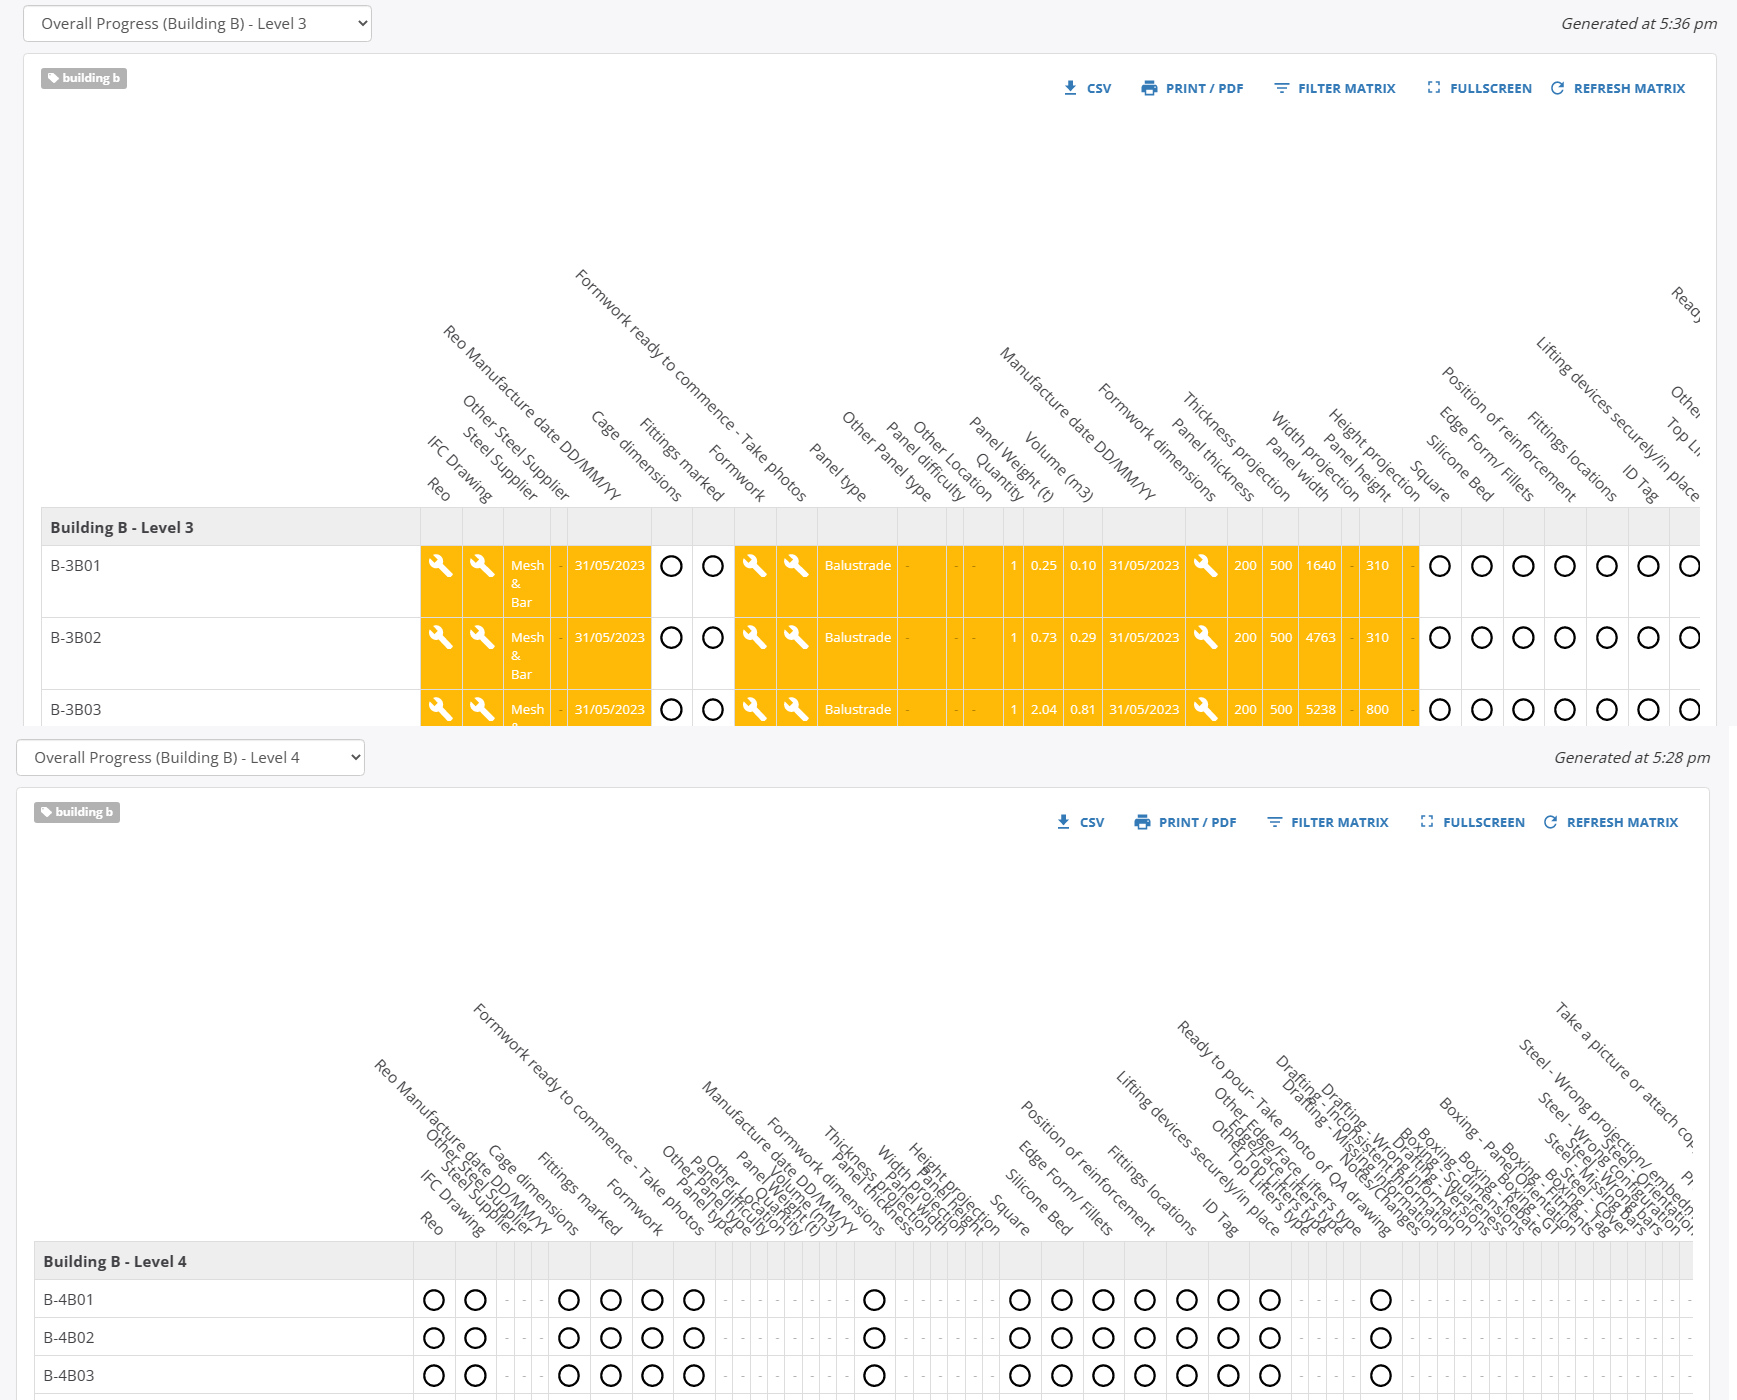 Overall Progress (Building B) - Level 3
Generated at 5:36 pm
building b
CSV
PRINT / PDF
FILTER MATRIX
FULLSCREEN
REFRESH MATRIX
Reo
IFC Drawing
Steel Supplier
Other Steel Supplier
Reo Manufacture date DD/MM/YY
Cage dimensions
Fittings marked
Formwork
Formwork ready to commence - Take photos
Panel type
Other Panel type
Panel difficulty
Other Location
Quantity
Panel Weight (t)
Volume (m3)
Manufacture date DD/MM/YY
Formwork dimensions
Panel thickness
Thickness projection
Panel width
Width projection
Panel height
Height projection
Square
Silicone Bed
Edge Form/ Fillets
Position of reinforcement
Fittings locations
ID Tag
Lifting devices securely/in place
Top Li
Other
Ready
Building B - Level 3
B-3B01 Mesh & Bar - 31/05/2023 Balustrade - - - 1 0.25 0.10 31/05/2023 200 500 1640 - 310 -
B-3B02 Mesh & Bar - 31/05/2023 Balustrade - - - 1 0.73 0.29 31/05/2023 200 500 4763 - 310 -
B-3B03 Mesh & - 31/05/2023 Balustrade - - - 1 2.04 0.81 31/05/2023 200 500 5238 - 800 -
Overall Progress (Building B) - Level 4
Generated at 5:28 pm
building b
CSV
PRINT / PDF
FILTER MATRIX
FULLSCREEN
REFRESH MATRIX
Reo
IFC Drawing
Steel Supplier
Other Steel Supplier
Reo Manufacture date DD/MM/YY
Cage dimensions
Fittings marked
Formwork
Formwork ready to commence - Take photos
Panel type
Other Panel type
Panel difficulty
Other Location
Quantity
Panel Weight (t)
Volume (m3)
Manufacture date DD/MM/YY
Formwork dimensions
Panel thickness
Thickness projection
Panel width
Width projection
Panel height
Height projection
Square
Silicone Bed
Edge Form/ Fillets
Position of reinforcement
Fittings locations
ID Tag
Lifting devices securely/in place
Top Lifters type
Other Top Lifters type
Edge/Face Lifters type
Other Edge/Face Lifters type
Ready to pour- Take photo of QA drawing
Notes/Changes
Drafting - Missing information
Drafting - Inconsistent information
Drafting - Wrong information
Boxing - Squareness
Boxing - dimensions
Boxing - Rebate
Boxing - Panel Orientation
Boxing - Fitments
Boxing - Tag
Steel - Cover
Steel - Missing bars
Steel - Wrong bars
Steel - Wrong configuration
Steel - Orientation
Steel - Wrong projection/ embedm
Take a picture or attach cop
Building B - Level 4
B-4B01
B-4B02
B-4B03